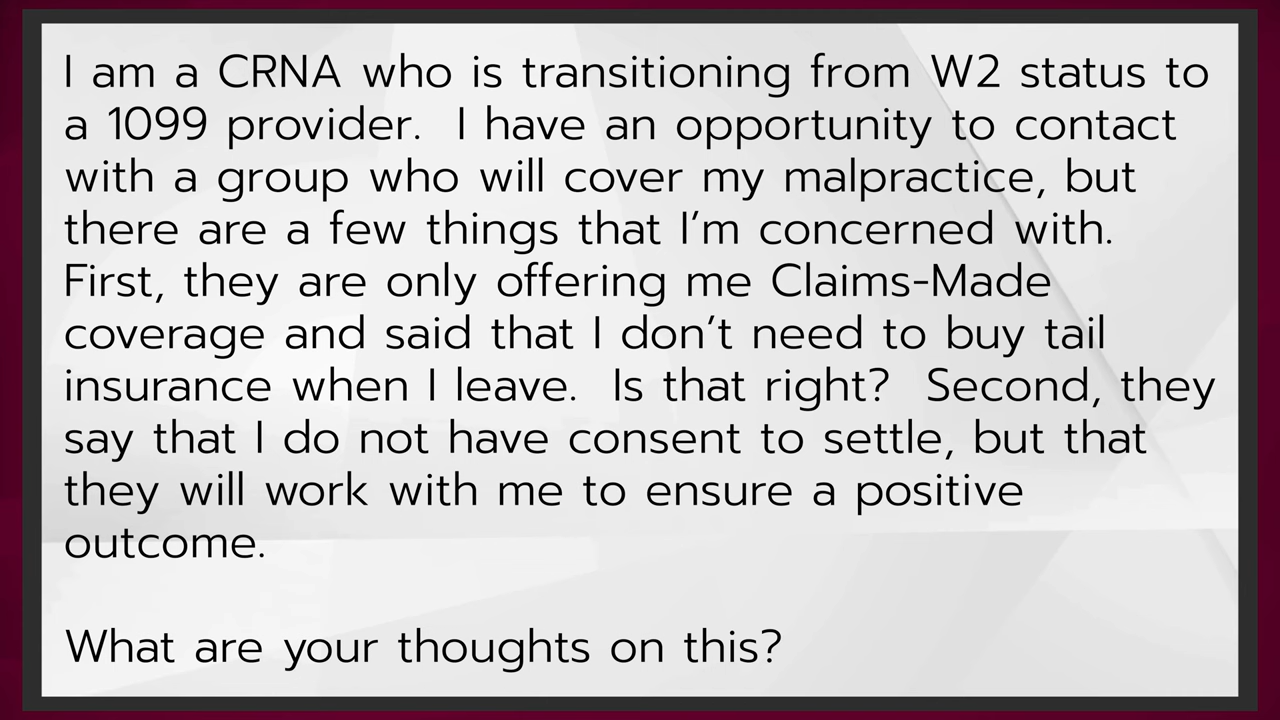 I am a CRNA who is transitioning from W2 status to
a 1099 provider.  I have an opportunity to contact
with a group who will cover my malpractice, but
there are a few things that I’m concerned with.
First, they are only offering me Claims-Made
coverage and said that I don’t need to buy tail
insurance when I leave.  Is that right?  Second, they
say that I do not have consent to settle, but that
they will work with me to ensure a positive
outcome.
What are your thoughts on this?